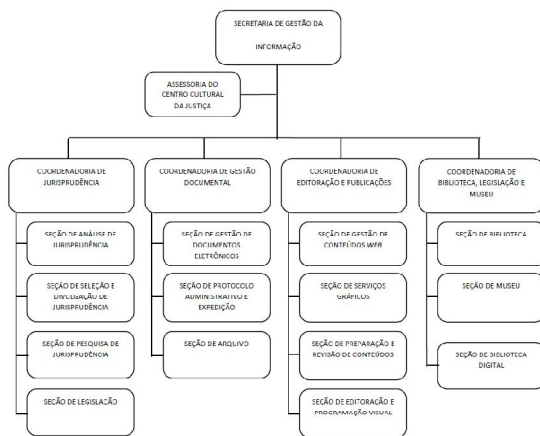 SECRETARIA DE GESTÃO DA
INFORMAÇÃO
ASSESSORIA DO
CENTRO CULTURAL
DA JUSTIÇA
COORDENADORIA DE
JURISPRUDÊNCIA
COORDENADORIA DE GESTÃO
DOCUMENTAL
COORDENADORIA DE
EDITORAÇÃO E PUBLICAÇÕES
COORDENADORIA DE
BIBLIOTECA, LEGISLAÇÃO E
MUSEU
SEÇÃO DE ANÁLISE DE
JURISPRUDÊNCIA
SEÇÃO DE GESTÃO DE
DOCUMENTOS
ELETRÔNICOS
SEÇÃO DE GESTÃO DE
CONTEÚDOS WEB
SEÇÃO DE BIBLIOTECA
SEÇÃO DE SELEÇÃO E
DIVULGAÇÃO DE
JURISPRUDÊNCIA
SEÇÃO DE PROTOCOLO
ADMINISTRATIVO E
EXPEDIÇÃO
SEÇÃO DE SERVIÇOS
GRÁFICOS
SEÇÃO DE MUSEU
SEÇÃO DE PESQUISA DE
JURISPRUDÊNCIA
SEÇÃO DE ARQUIVO
SEÇÃO DE PREPARAÇÃO E
REVISÃO DE CONTEÚDOS
SEÇÃO DE BIBLIOTECA
DIGITAL
SEÇÃO DE LEGISLAÇÃO
SEÇÃO DE EDITORAÇÃO E
PROGRAMAÇÃO VISUAL